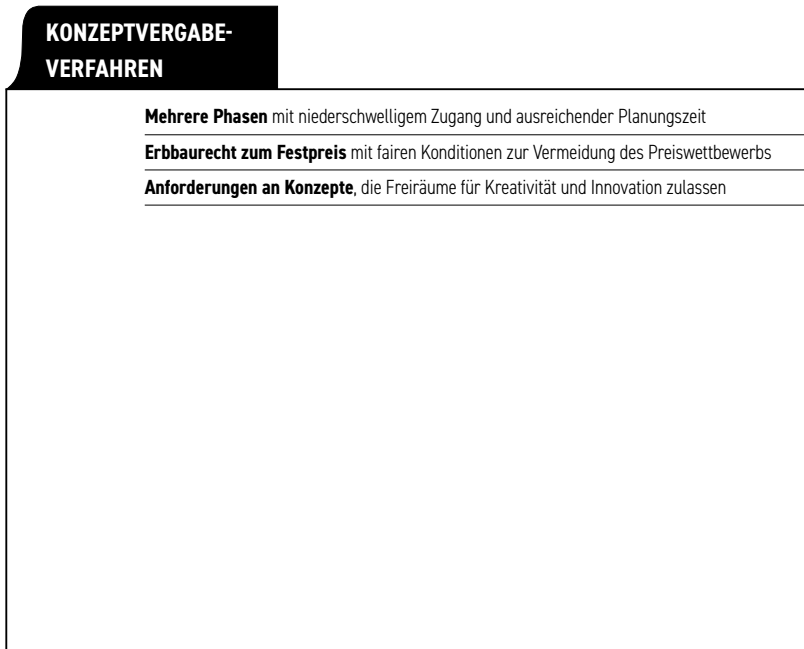 KONZEPTVERGABE-
VERFAHREN
Mehrere Phasen mit niederschwelligem Zugang und ausreichender Planungszeit
Erbbaurecht zum Festpreis mit fairen Konditionen zur Vermeidung des Preiswettbewerbs
Anforderungen an Konzepte, die Freiräume für Kreativität und Innovation zulassen